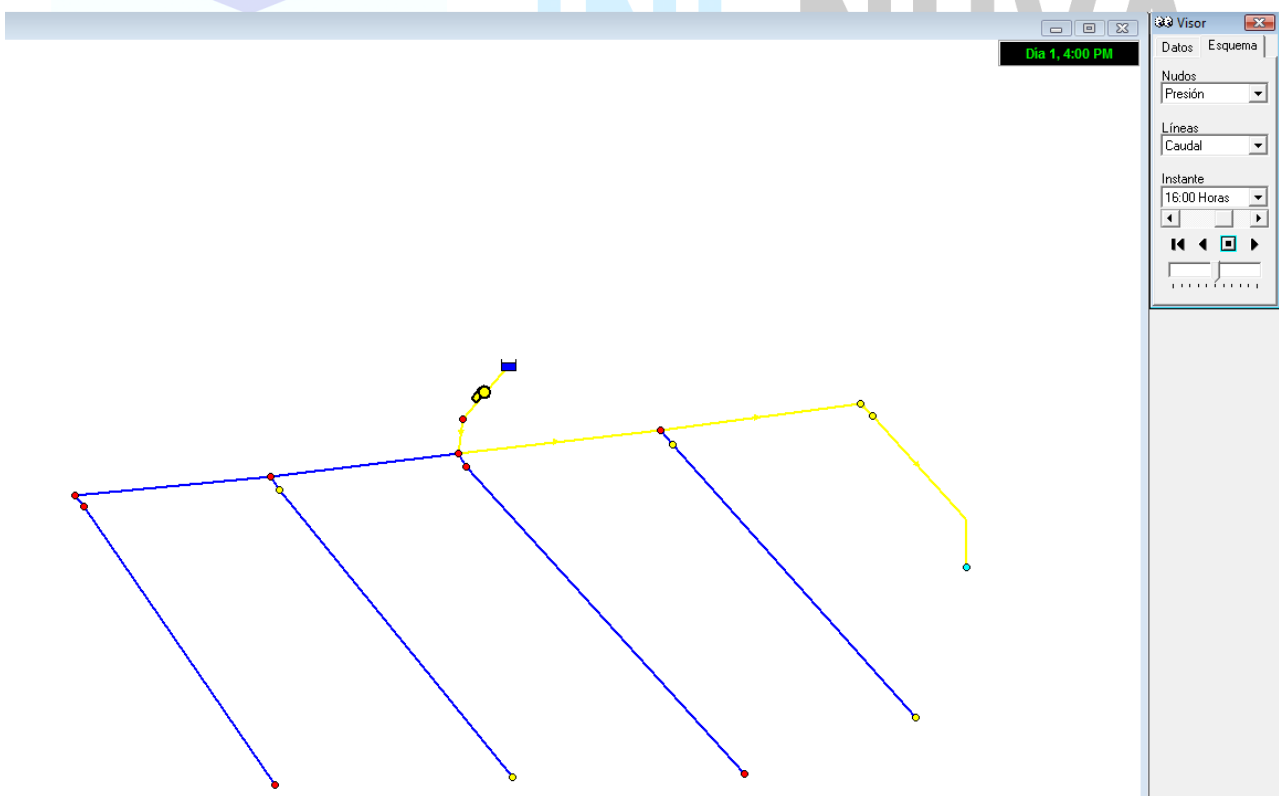 Visor
Dia 1, 4:00 PM
Datos
Esquema
Nudos
Presión
Líneas
Caudal
Instante
16:00 Horas